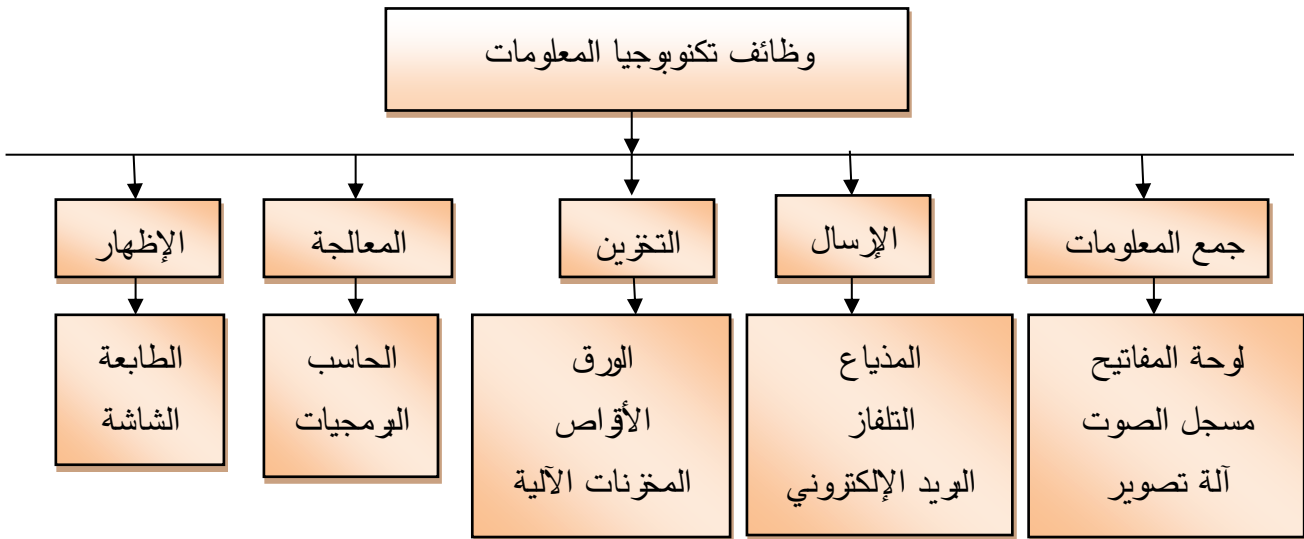 وظائف تكنوبوجيا المعلومات
جمع المعلومات
الإرسال
التخزين
المعالجة
الإظهار
لوحة المفاتيح
مسجل الصوت
آلة تصوير
المذياع
التلفاز
البريد الإلكتروني
الورق
الأقراص
المخزنات الآلية
الحاسب
البرمجيات
الطابعة
الشاشة